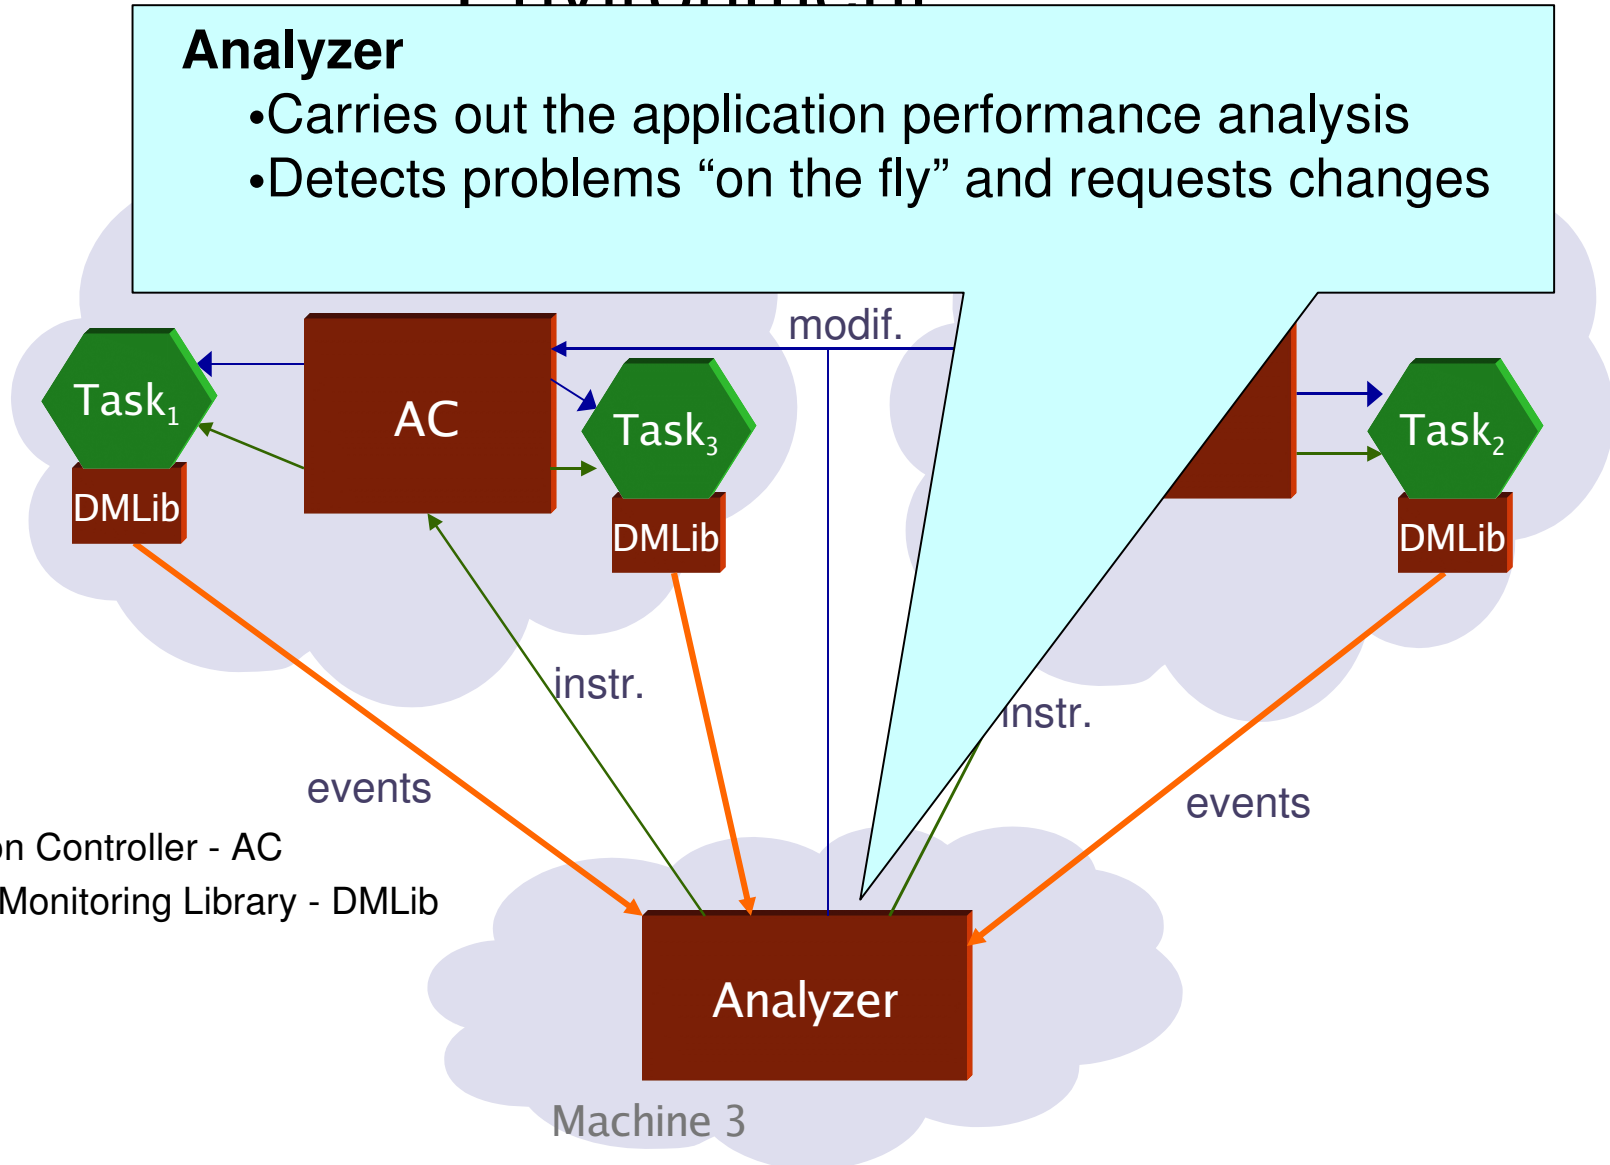 Analyzer
•Carries out the application performance analysis
•Detects problems “on the fly” and requests changes
modif.
Task1
AC
Task3
Task2
DMLib
DMLib
DMLib
instr.
instr.
events
events
on Controller - AC
Monitoring Library - DMLib
Analyzer
Machine 3